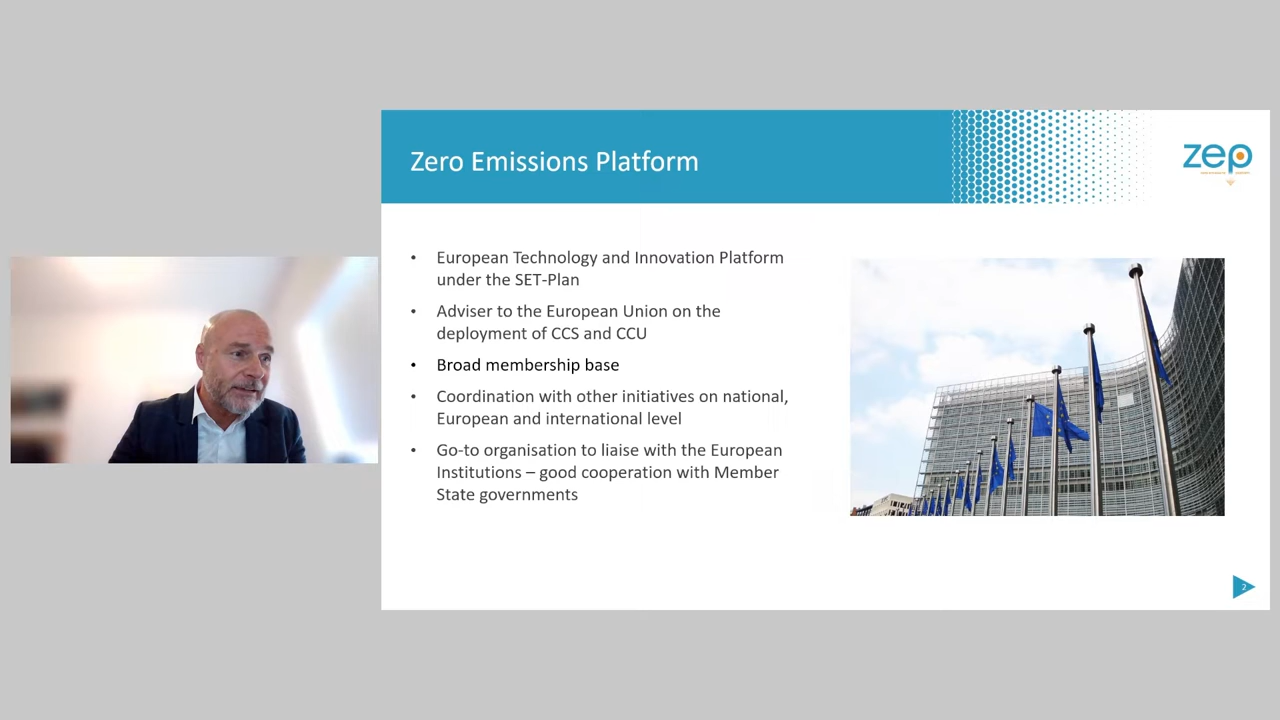 Zero Emissions Platform
zep
• European Technology and Innovation Platform
under the SET-Plan
• Adviser to the European Union on the
deployment of CCS and CCU
• Broad membership base
• Coordination with other initiatives on national,
European and international level
• Go-to organisation to liaise with the European
Institutions – good cooperation with Member
State governments
2